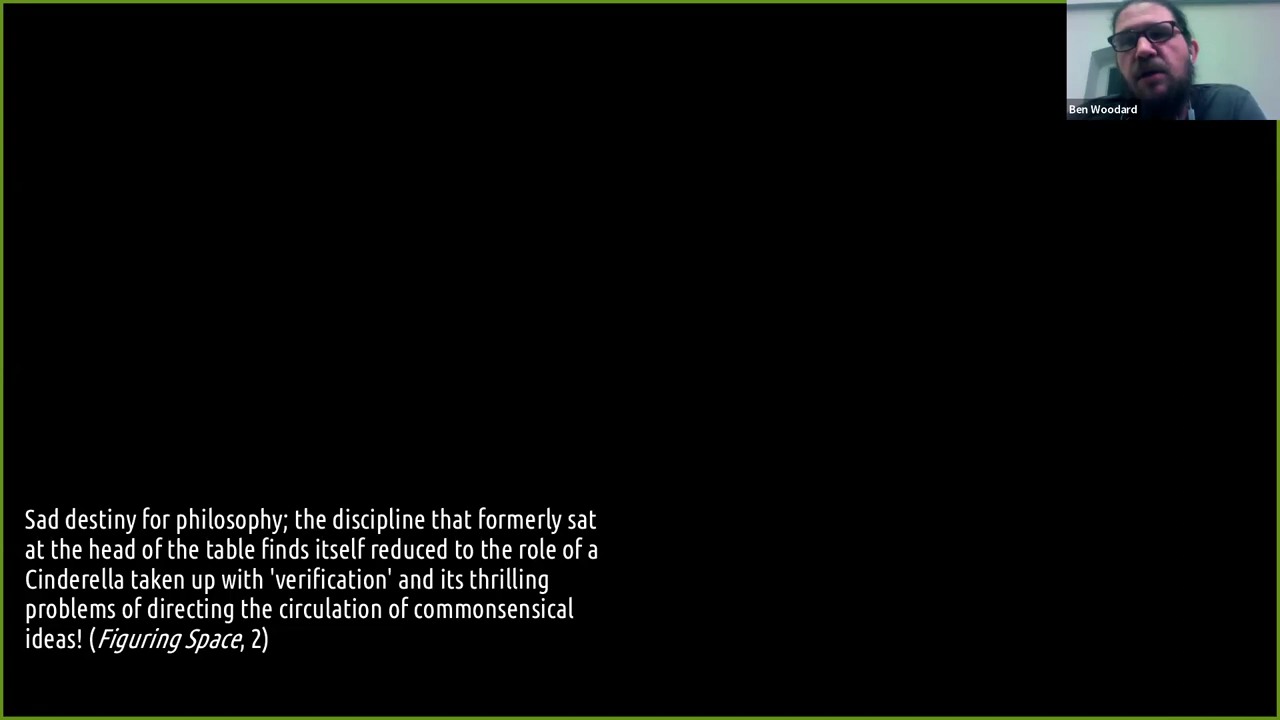 Ben Woodard
Sad destiny for philosophy; the discipline that formerly sat
at the head of the table finds itself reduced to the role of a
Cinderella taken up with 'verification' and its thrilling
problems of directing the circulation of commonsensical
ideas! (Figuring Space, 2)